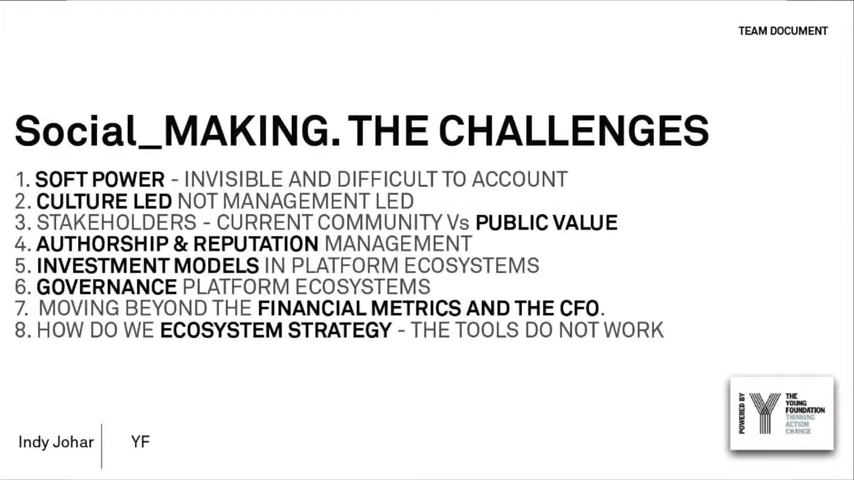 TEAM DOCUMENT
Social_MAKING. THE CHALLENGES
1. SOFT POWER - INVISIBLE AND DIFFICULT TO ACCOUNT
2. CULTURE LED NOT MANAGEMENT LED
3. STAKEHOLDERS - CURRENT COMMUNITY Vs PUBLIC VALUE
4. AUTHORSHIP & REPUTATION MANAGEMENT
5. INVESTMENT MODELS IN PLATFORM ECOSYSTEMS
6. GOVERNANCE PLATFORM ECOSYSTEMS
7. MOVING BEYOND THE FINANCIAL METRICS AND THE CFO.
8. HOW DO WE ECOSYSTEM STRATEGY - THE TOOLS DO NOT WORK
POWERED BY
Y
THE
YOUNG
FOUNDATION
THINKING
ACTION
CHANGE
Indy Johar
YF